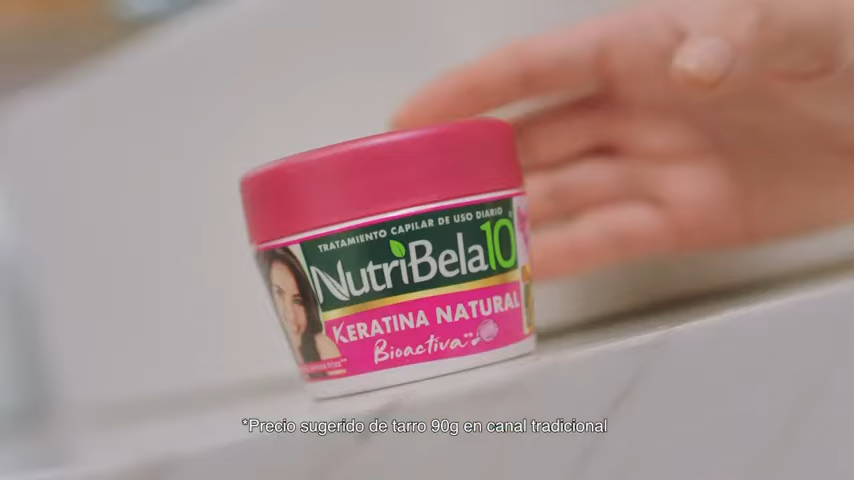 TRATAMIENTO CAPILAR DE USO DIARIO
NutriBela10
KERATINA NATURAL
Bioactiva
*Precio sugerido de tarro 90g en canal tradicional